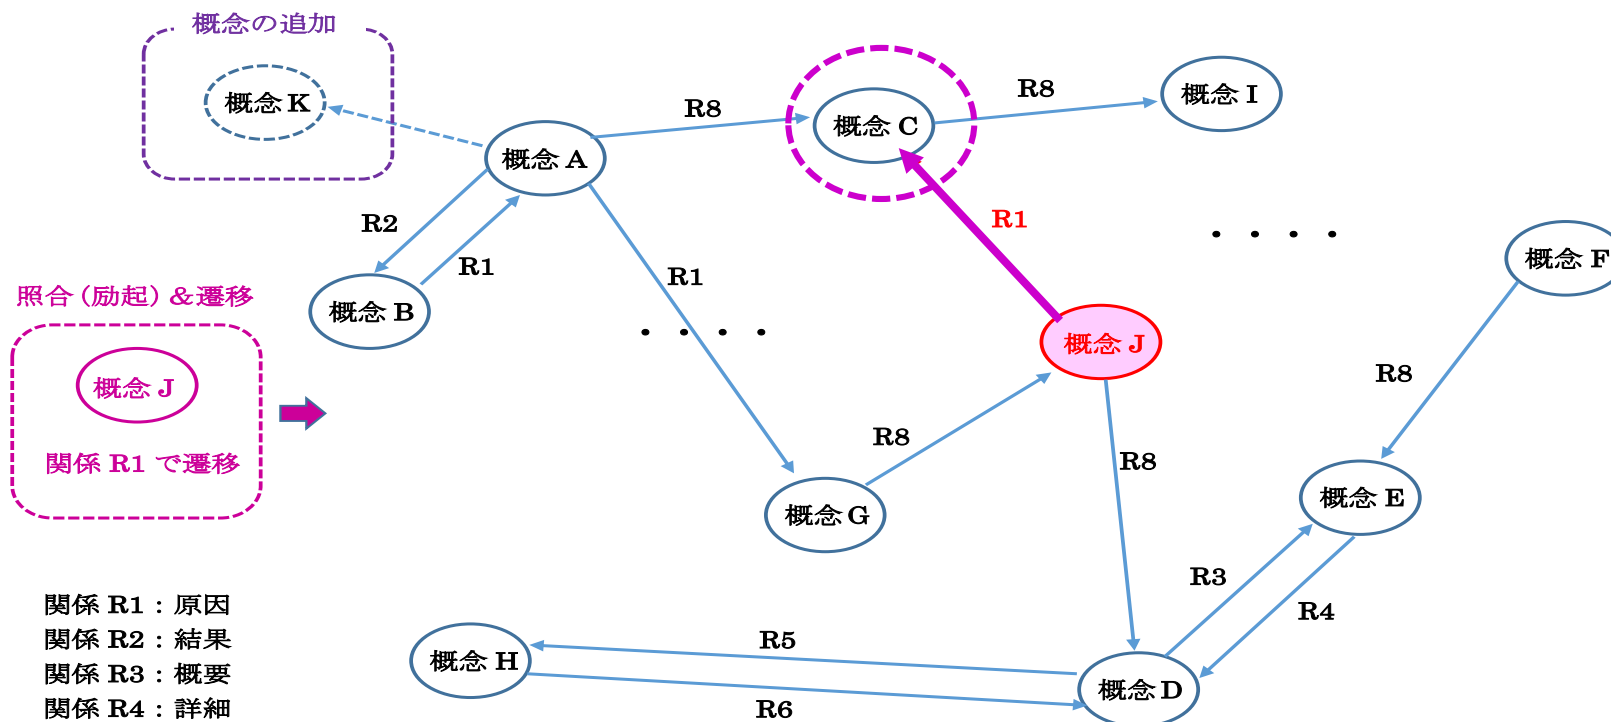 概念の追加
概念 K
概念 A
R8
概念 C
R8
概念 I
R2
R1
概念 B
R1
R1
概念 F
照合(励起)&遷移
概念 J
関係 R1 で遷移
・・・・
・・・・
概念 J
R8
R8
R8
概念 G
概念 E
R3
R4
関係 R1：原因
関係 R2：結果
関係 R3：概要
関係 R4：詳細
概念 H
R5
R6
概念 D